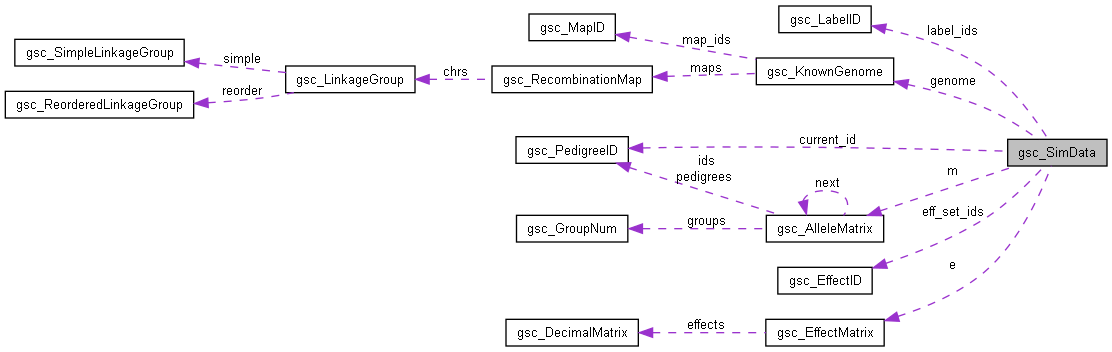 gsc_LabelID
gsc_MapID
label_ids
map_ids
gsc_SimpleLinkageGroup
simple
maps
gsc_KnownGenome
chrs
gsc_LinkageGroup
gsc_RecombinationMap
genome
reorder
gsc_ReorderedLinkageGroup
current_id
gsc_PedigreeID
gsc_SimData
ids
pedigrees
m
next
eff_set_ids
groups
gsc_GroupNum
gsc_AlleleMatrix
e
gsc_EffectID
effects
gsc_DecimalMatrix
gsc_EffectMatrix